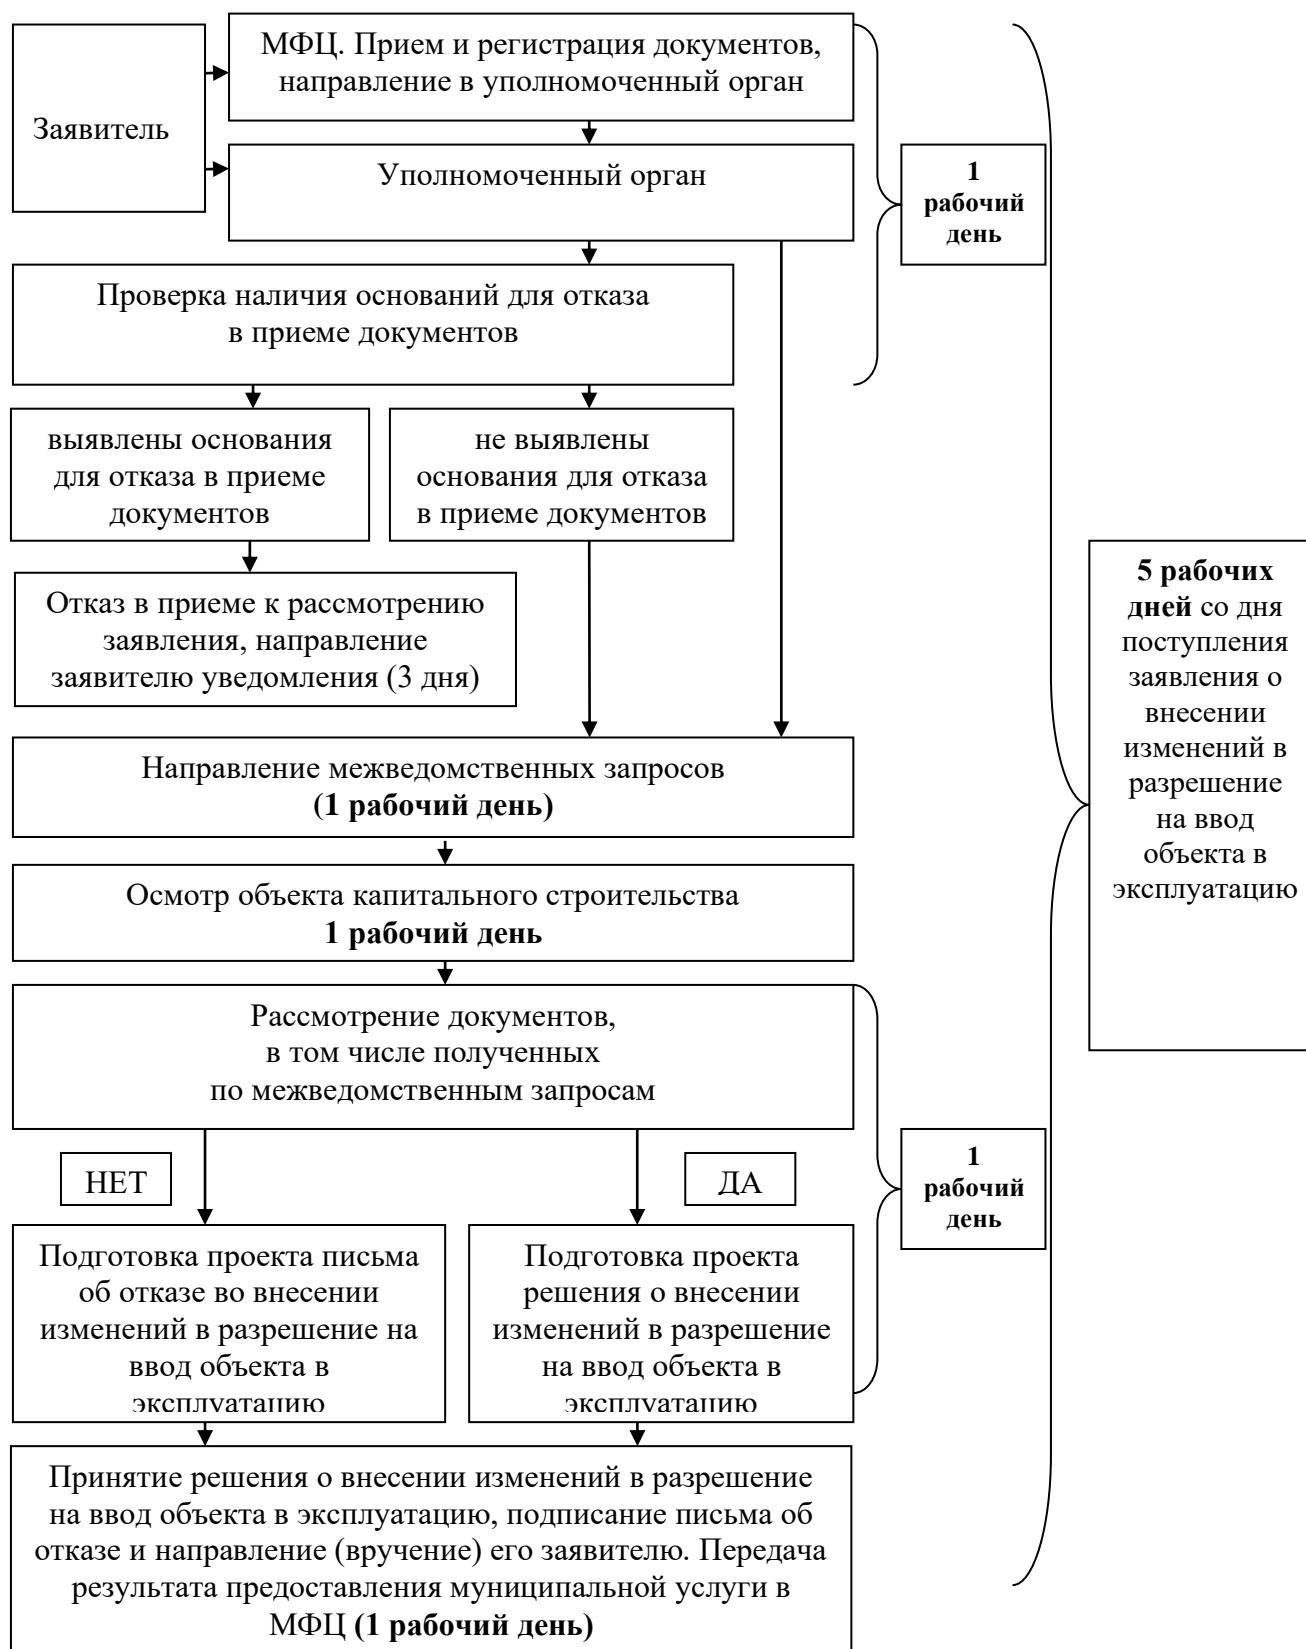 МФЦ. Прием и регистрация документов,
направление в уполномоченный орган
Заявитель
Уполномоченный орган
1
рабочий
день
Проверка наличия оснований для отказа
в приеме документов
выявлены основания
для отказа в приеме
документов
не выявлены
основания для отказа
в приеме документов
Отказ в приеме к рассмотрению
заявления, направление
заявителю уведомления (3 дня)
5 рабочих
дней со дня
поступления
заявления о
внесении
изменений в
разрешение
на ввод
объекта в
эксплуатацию
Направление межведомственных запросов
(1 рабочий день)
Осмотр объекта капитального строительства
1 рабочий день
Рассмотрение документов,
в том числе полученных
по межведомственным запросам
1
рабочий
день
НЕТ
ДА
Подготовка проекта письма
об отказе во внесении
изменений в разрешение на
ввод объекта в
эксплуатацию
Подготовка проекта
решения о внесении
изменений в разрешение
на ввод объекта в
эксплуатацию
Принятие решения о внесении изменений в разрешение
на ввод объекта в эксплуатацию, подписание письма об
отказе и направление (вручение) его заявителю. Передача
результата предоставления муниципальной услуги в
МФЦ (1 рабочий день)